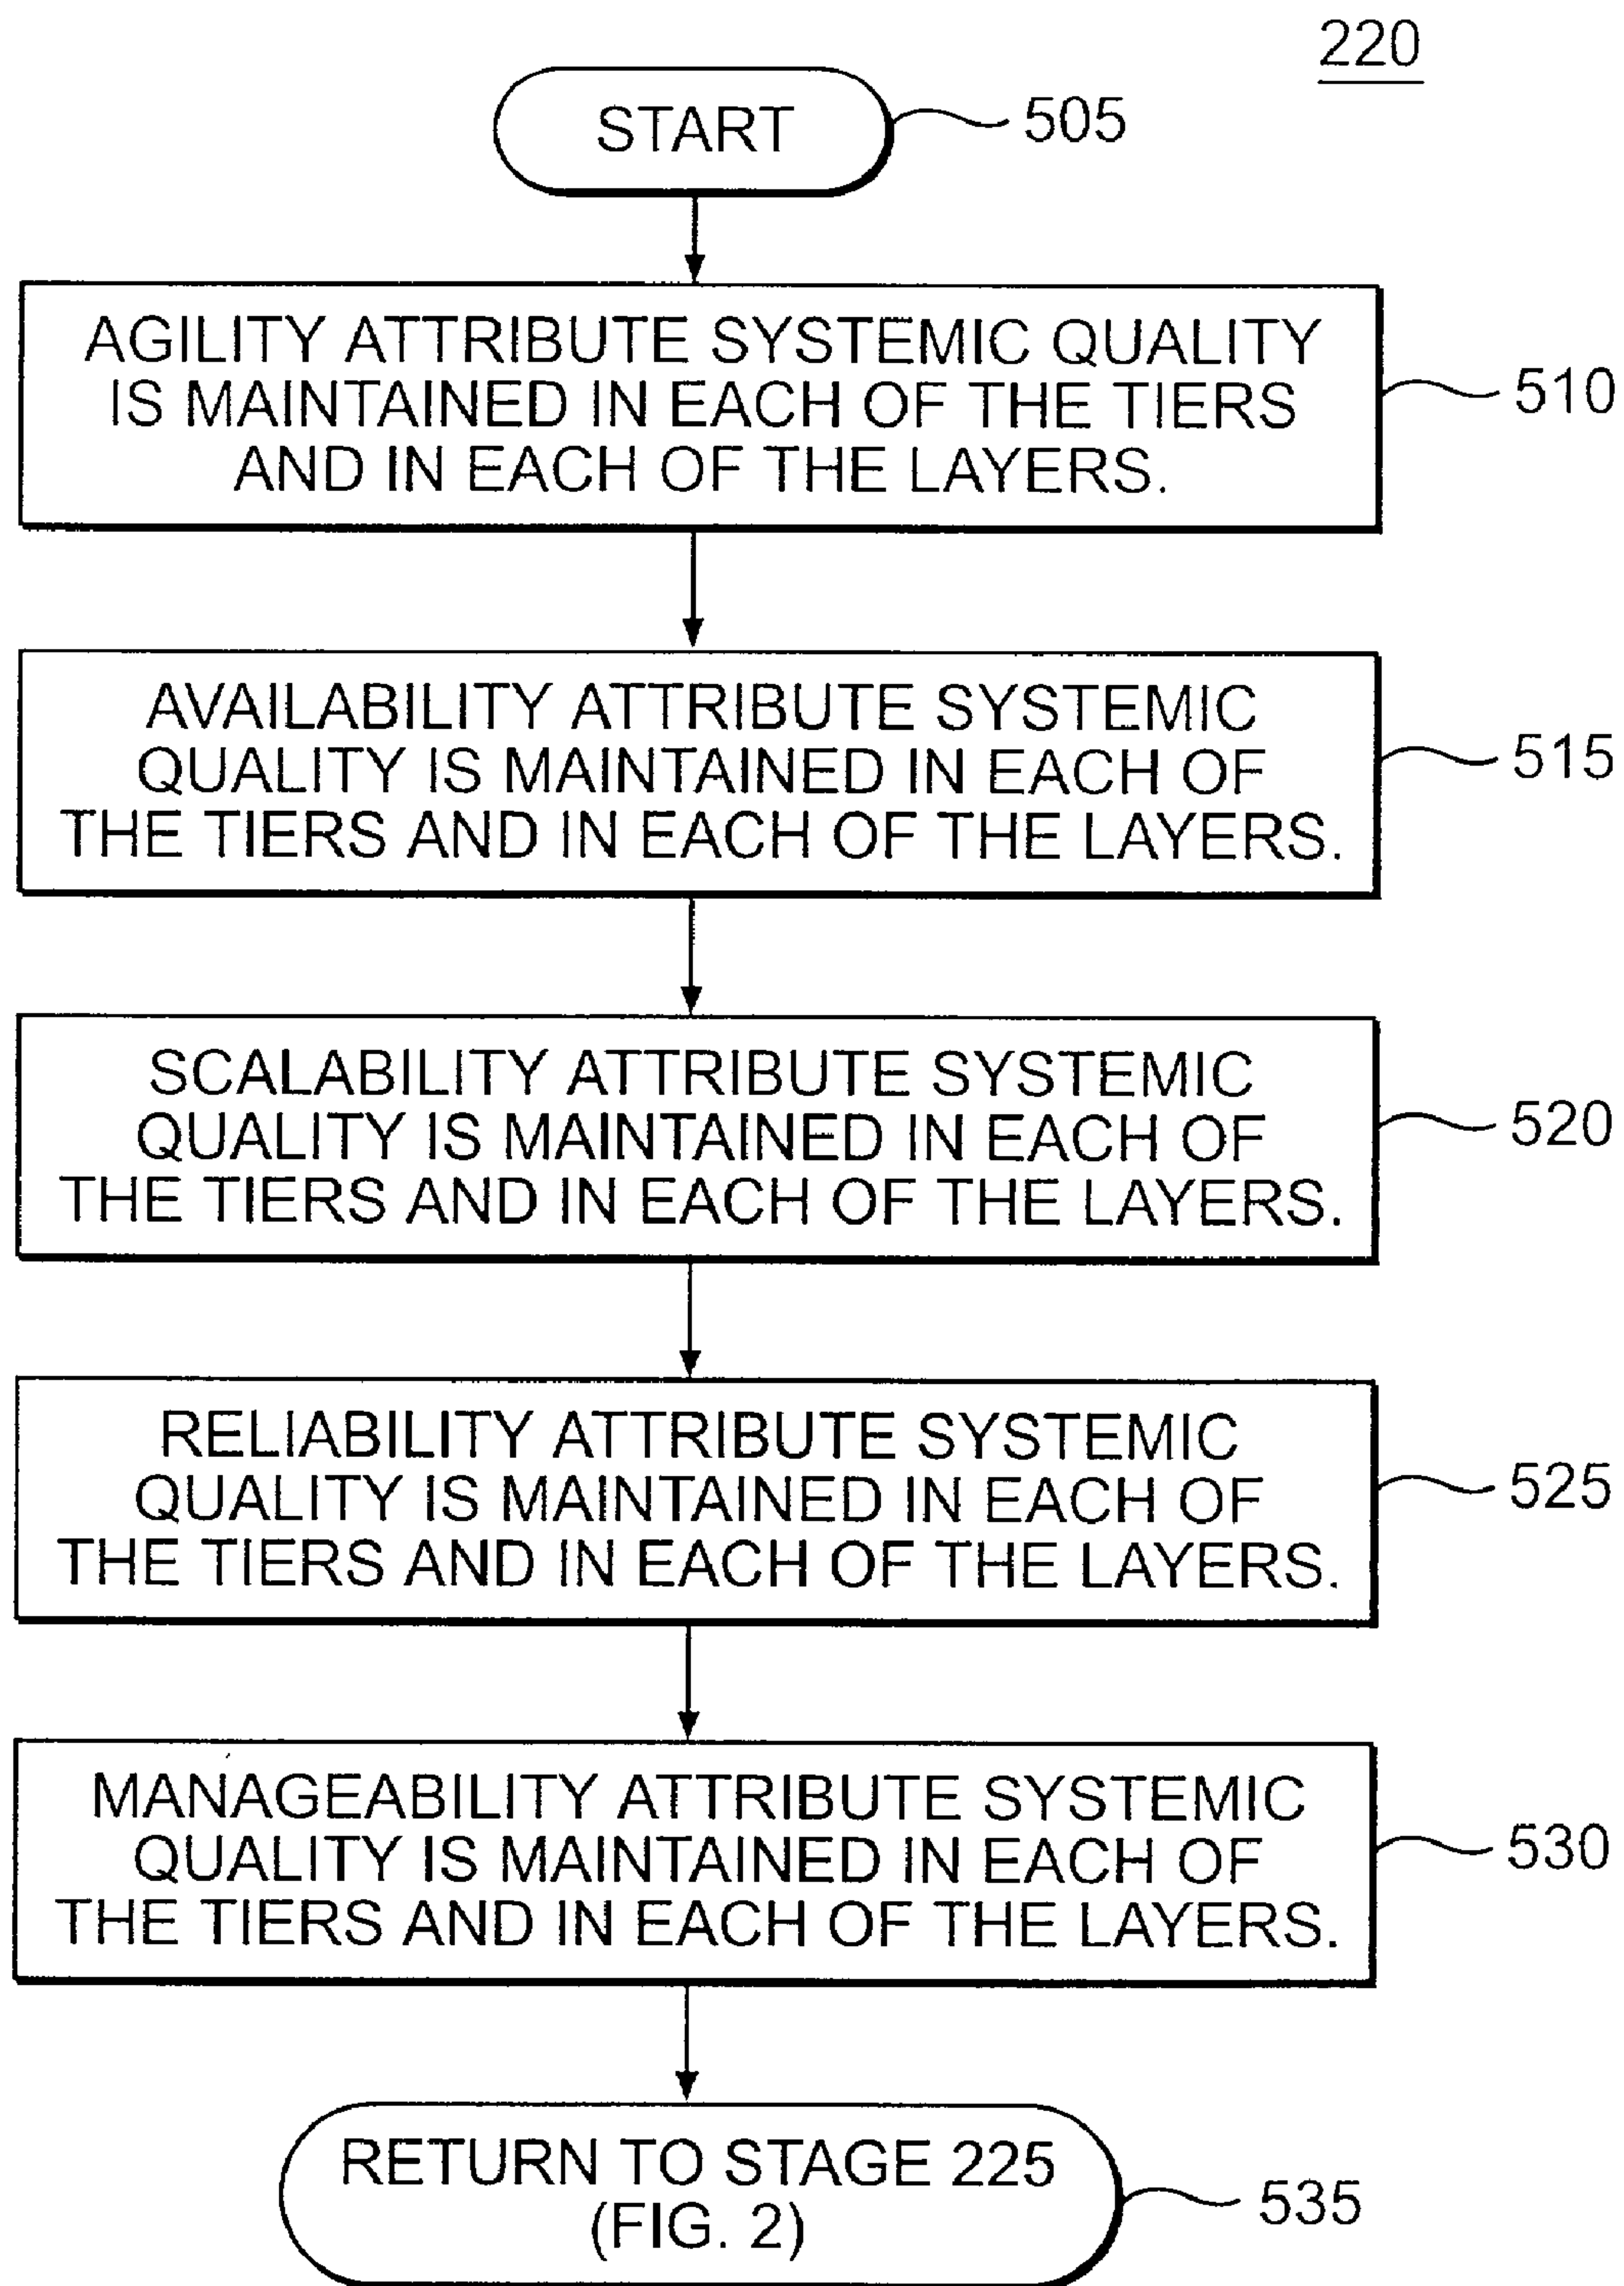 220
START
505
AGILITY ATTRIBUTE SYSTEMIC QUALITY
IS MAINTAINED IN EACH OF THE TIERS
AND IN EACH OF THE LAYERS.
510
AVAILABILITY ATTRIBUTE SYSTEMIC
QUALITY IS MAINTAINED IN EACH OF
THE TIERS AND IN EACH OF THE LAYERS.
515
SCALABILITY ATTRIBUTE SYSTEMIC
QUALITY IS MAINTAINED IN EACH OF
THE TIERS AND IN EACH OF THE LAYERS.
520
RELIABILITY ATTRIBUTE SYSTEMIC
QUALITY IS MAINTAINED IN EACH OF
THE TIERS AND IN EACH OF THE LAYERS.
525
MANAGEABILITY ATTRIBUTE SYSTEMIC
QUALITY IS MAINTAINED IN EACH OF
THE TIERS AND IN EACH OF THE LAYERS.
530
RETURN TO STAGE 225
(FIG. 2)
535